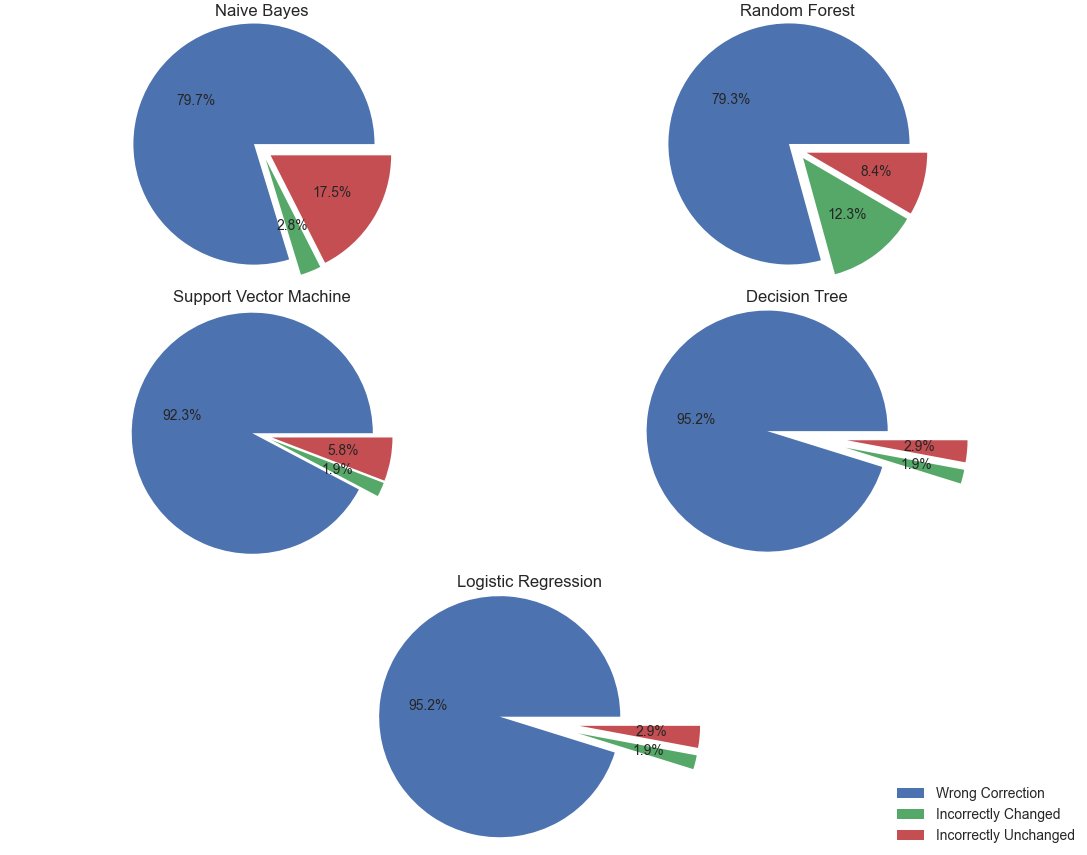 Naive Bayes
79.7%
2.8%
17.5%
Random Forest
79.3%
12.3%
8.4%
Support Vector Machine
92.3%
1.9%
5.8%
Decision Tree
95.2%
1.9%
2.9%
Logistic Regression
95.2%
1.9%
2.9%
Wrong Correction
Incorrectly Changed
Incorrectly Unchanged